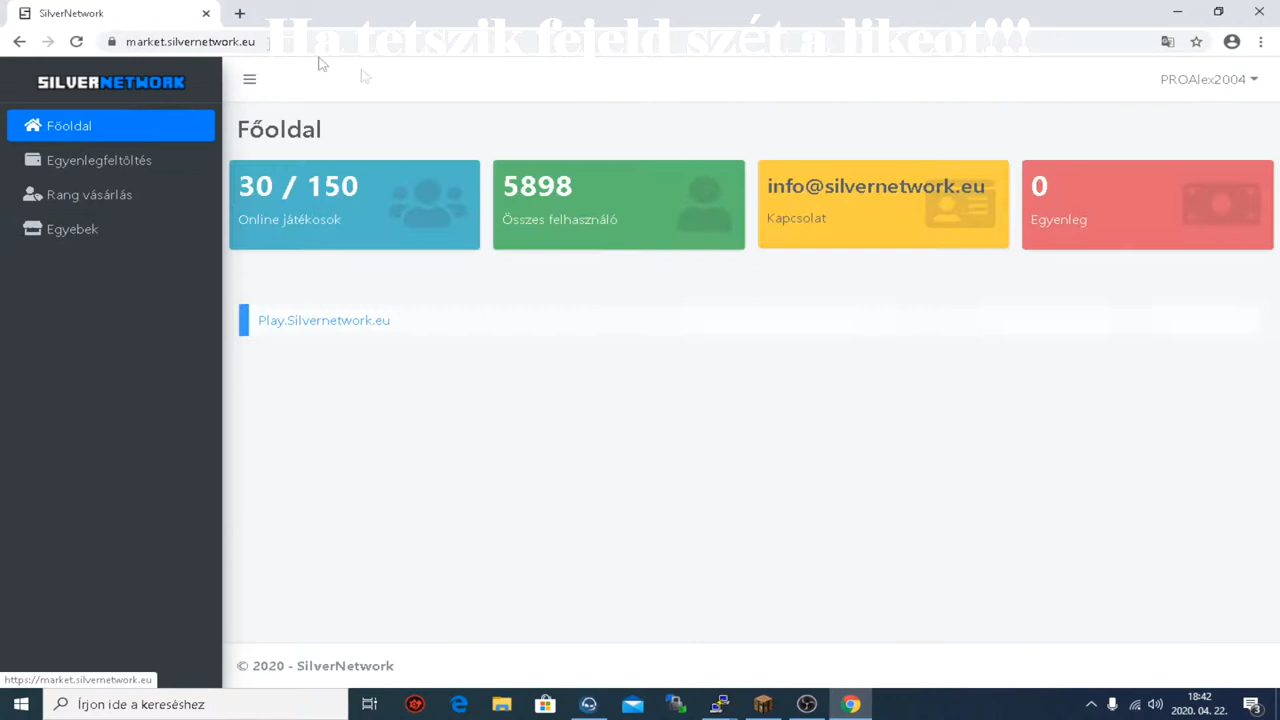 SilverNetwork
Ha tetszik fejeld szét a likeot!!!
market.silvernetwork.eu
SILVERNETWORK
PROAlex2004
Főoldal
Egyenlegfeltöltés
Rang vásárlás
Egyebek
Főoldal
30 / 150
Online játékosok
5898
Összes felhasználó
info@silvernetwork.eu
Kapcsolat
0
Egyenleg
Play.Silvernetwork.eu
© 2020 - SilverNetwork
https://market.silvernetwork.eu
Írjon ide a kereséshez
18:42
2020. 04. 22.
3